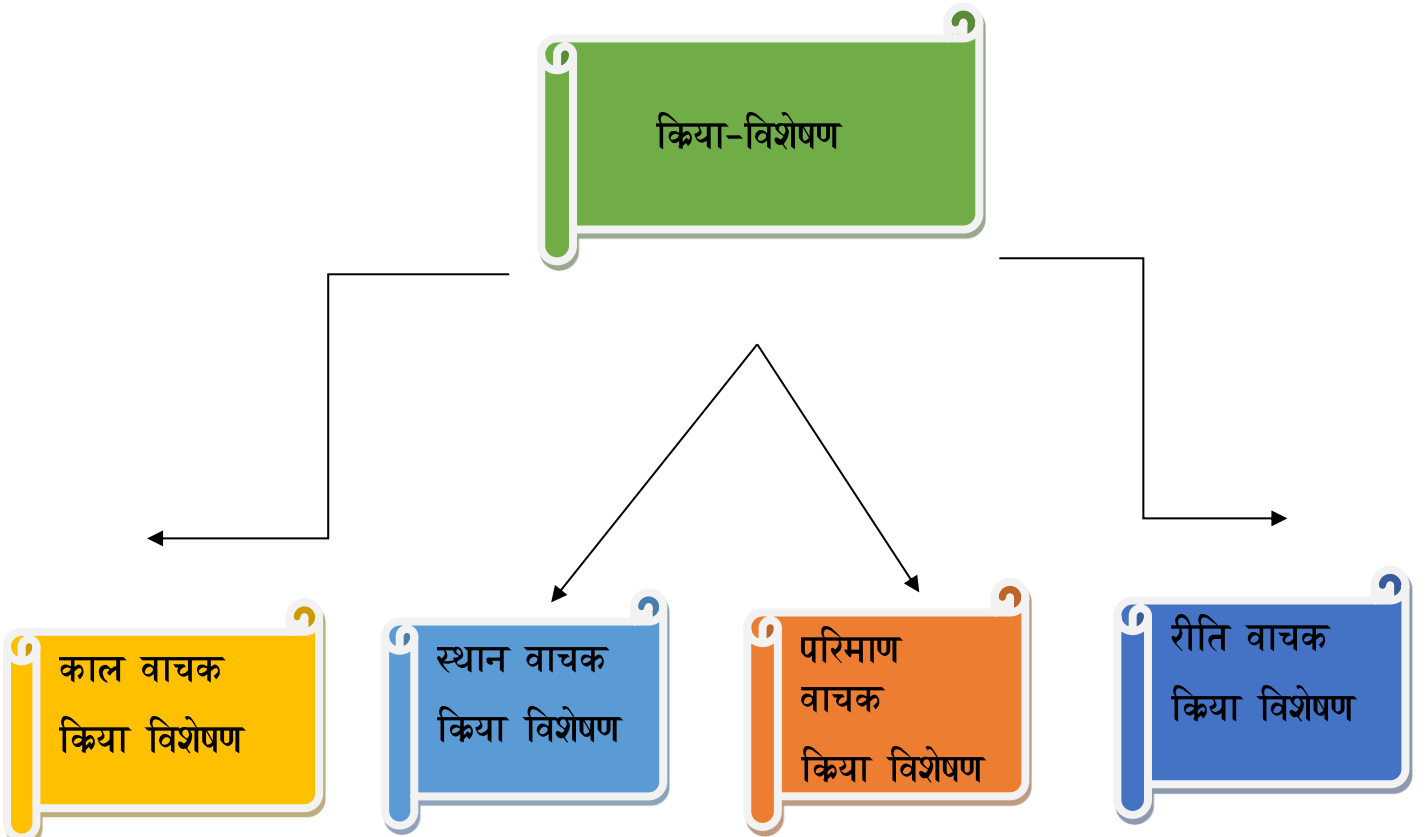 किया-विशेषण
काल वाचक
किया विशेषण
स्थान वाचक
किया विशेषण
परिमाण
वाचक
किया विशेषण
रीति वाचक
किया विशेषण